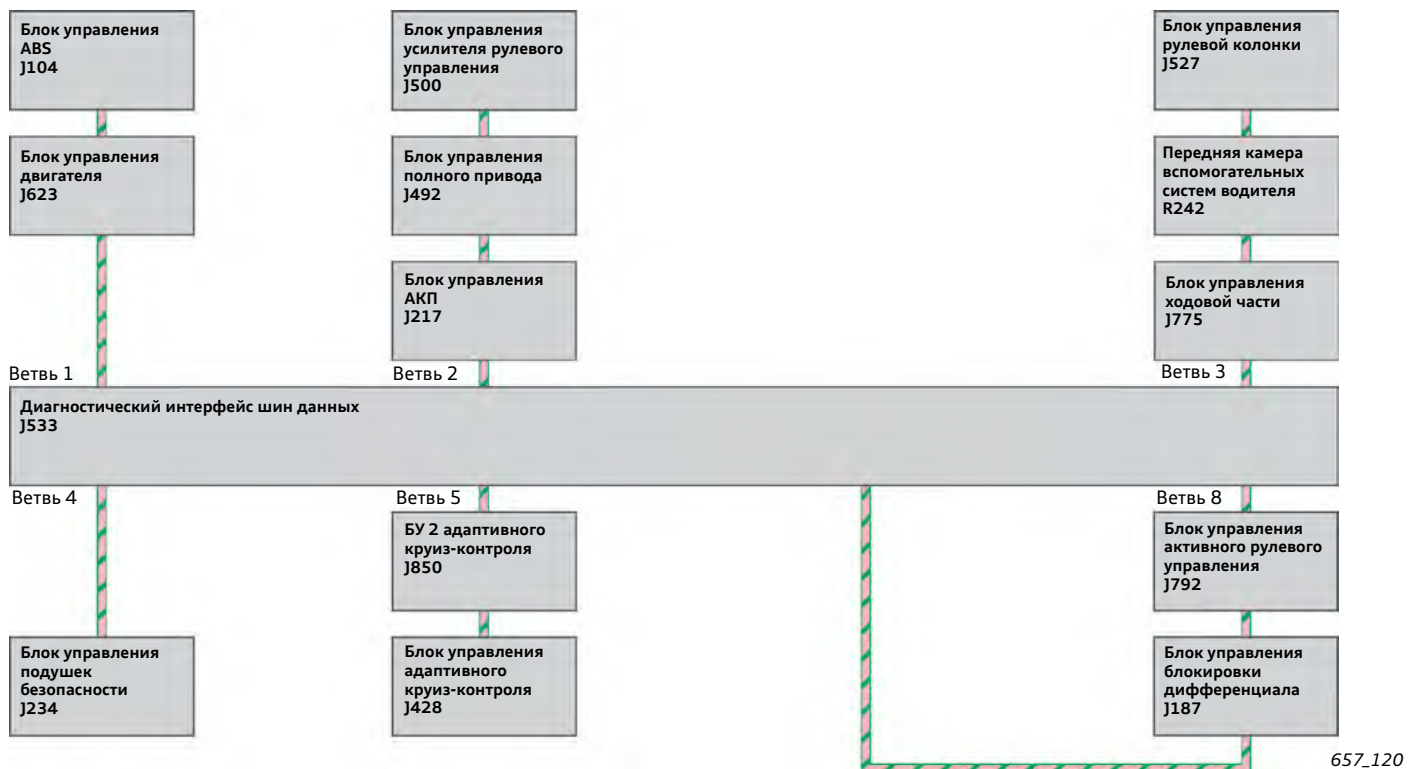 Блок управления
ABS
J104
Блок управления
усилителя рулевого
управления
J500
Блок управления
рулевой колонки
J527
Блок управления
двигателя
J623
Блок управления
полного привода
J492
Передняя камера
вспомогательных
систем водителя
R242
Блок управления
АКП
J217
Блок управления
ходовой части
J775
Ветвь 1
Ветвь 2
Ветвь 3
Диагностический интерфейс шин данных
J533
Ветвь 4
Ветвь 5
Ветвь 8
БУ 2 адаптивного
круиз-контроля
J850
Блок управления
активного рулевого
управления
J792
Блок управления
подушек
безопасности
J234
Блок управления
адаптивного
круиз-контроля
J428
Блок управления
блокировки
дифференциала
J187
657_120